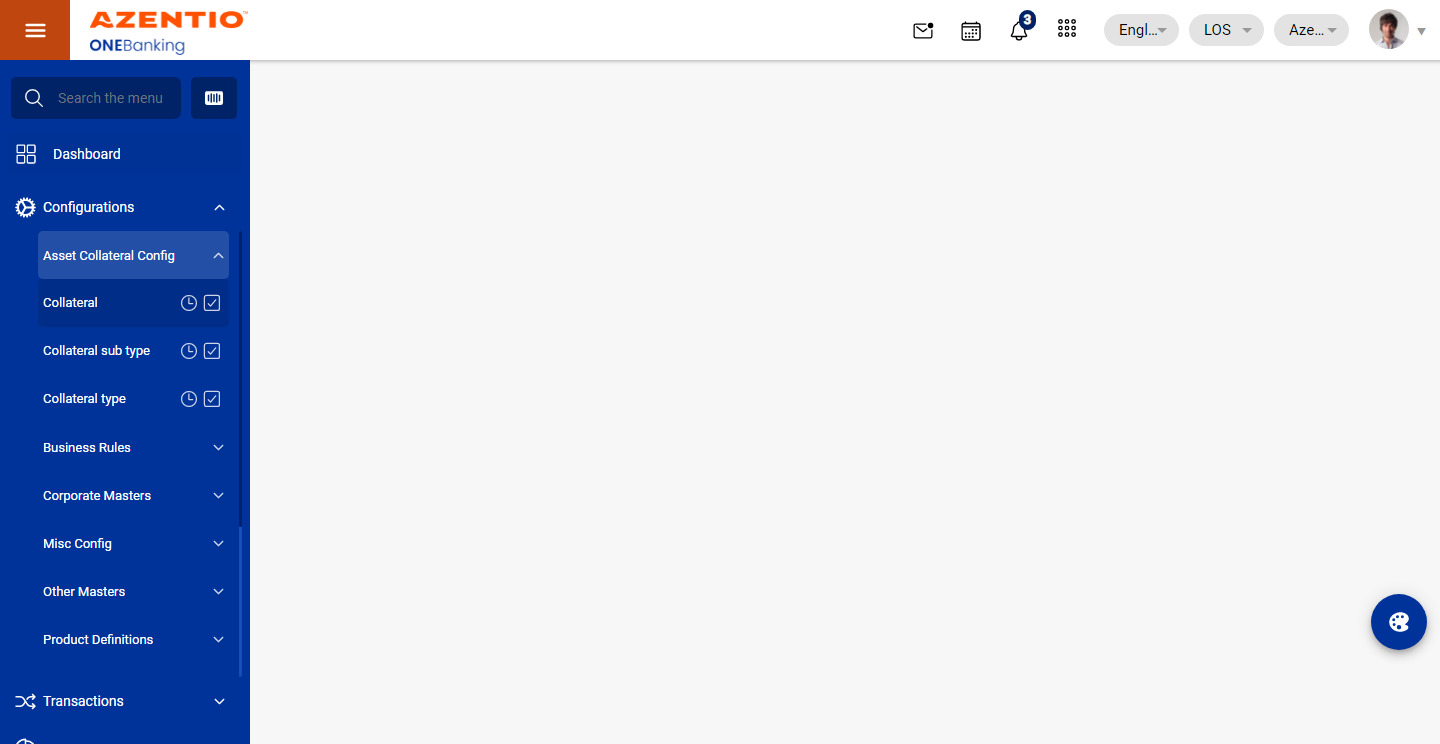 AZENTIO™
ONEBanking
3
Engl...
LOS
Aze...
Search the menu
Dashboard
Configurations
Asset Collateral Config
Collateral
Collateral sub type
Collateral type
Business Rules
Corporate Masters
Misc Config
Other Masters
Product Definitions
Transactions